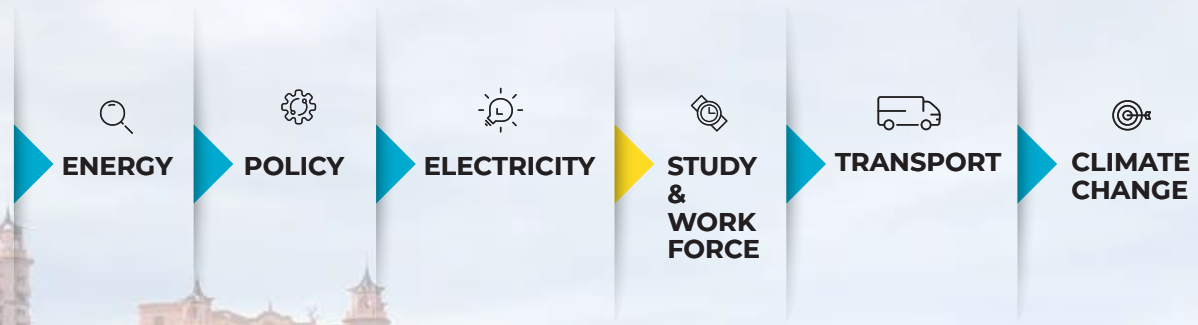 ENERGY
POLICY
ELECTRICITY
STUDY
&
WORK
FORCE
TRANSPORT
CLIMATE
CHANGE